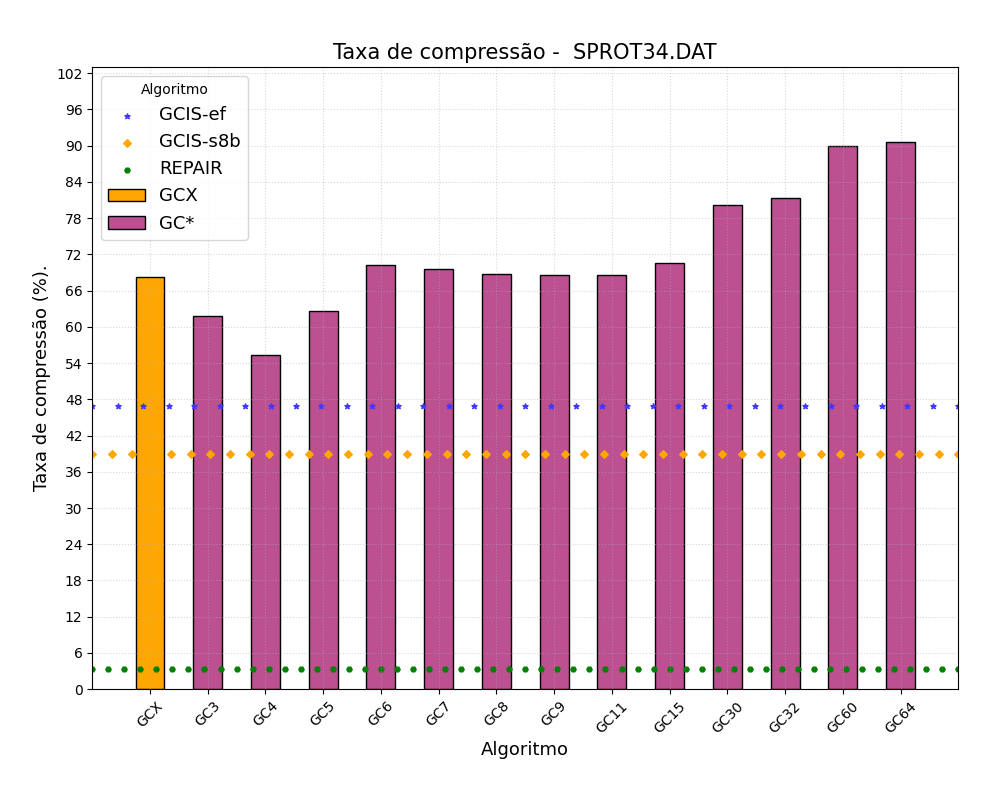 Taxa de compressão -  SPROT34.DAT
Taxa de compressão (%).
102
96
90
84
78
72
66
60
54
48
42
36
30
24
18
12
6
0
Algoritmo
GCIS-ef
GCIS-s8b
REPAIR
GCX
GC*
GCX GC3 GC4 GC5 GC6 GC7 GC8 GC9 GC11 GC15 GC30 GC32 GC60 GC64
Algoritmo